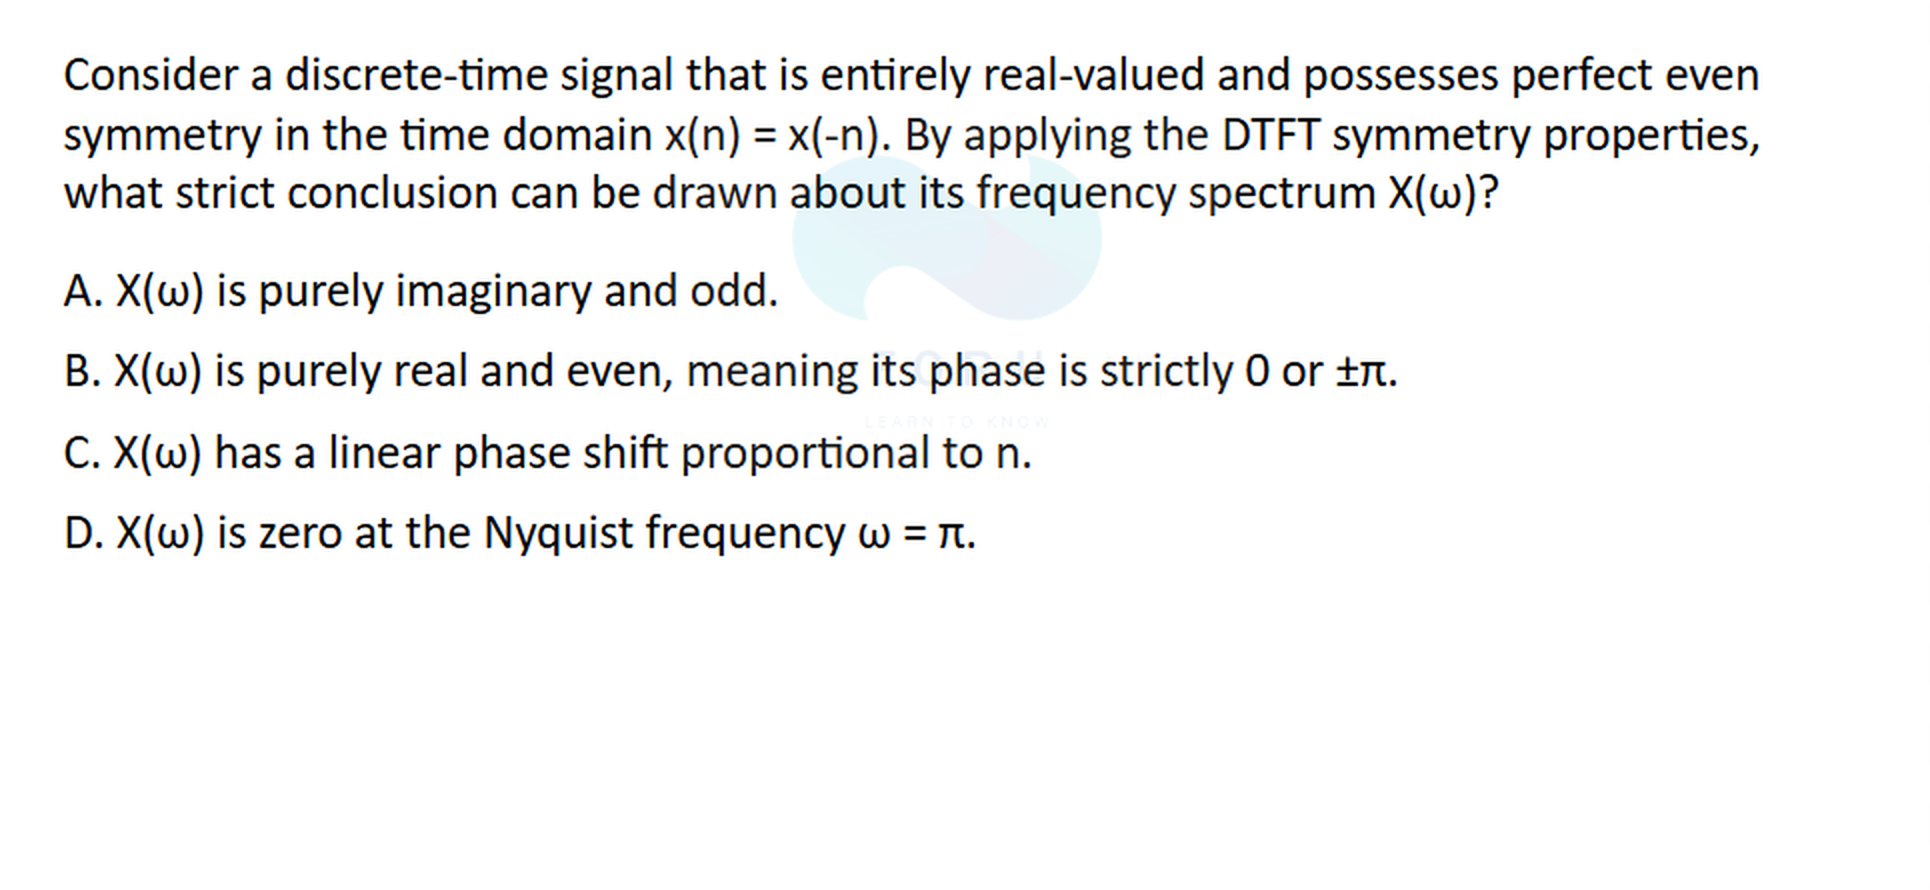 Consider a discrete-time signal that is entirely real-valued and possesses perfect even
symmetry in the time domain x(n) = x(-n). By applying the DTFT symmetry properties,
what strict conclusion can be drawn about its frequency spectrum X(ω)?
A. X(ω) is purely imaginary and odd.
B. X(ω) is purely real and even, meaning its phase is strictly 0 or ±π.
LEARN TO KNOW
C. X(ω) has a linear phase shift proportional to n.
D. X(ω) is zero at the Nyquist frequency ω = π.